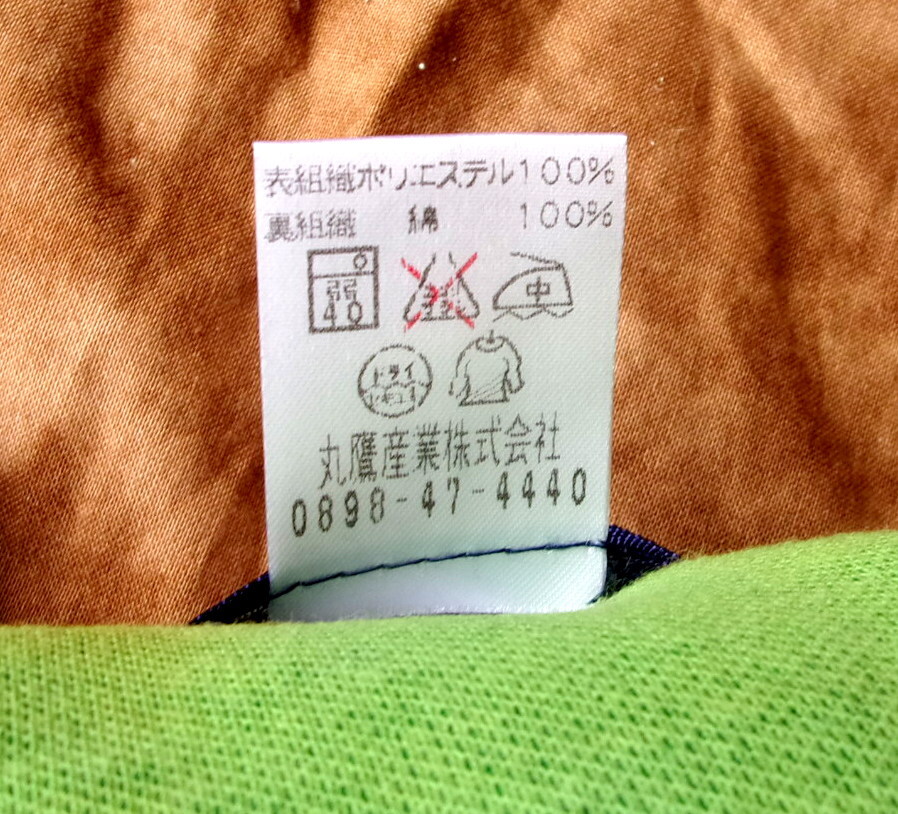 表組織ポリエステル100%
裏組織 綿 100%
弱
40
中
ドライ
丸鷹産業株式会社
0898-47-4440